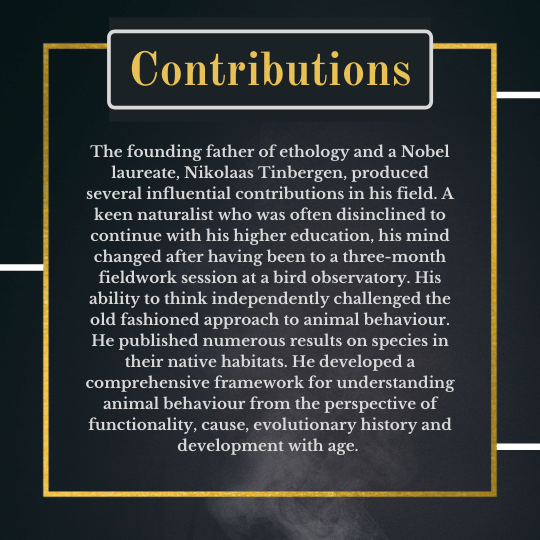 Contributions
The founding father of ethology and a Nobel
laureate, Nikolaas Tinbergen, produced
several influential contributions in his field. A
keen naturalist who was often disinclined to
continue with his higher education, his mind
changed after having been to a three-month
fieldwork session at a bird observatory. His
ability to think independently challenged the
old fashioned approach to animal behaviour.
He published numerous results on species in
their native habitats. He developed a
comprehensive framework for understanding
animal behaviour from the perspective of
functionality, cause, evolutionary history and
development with age.